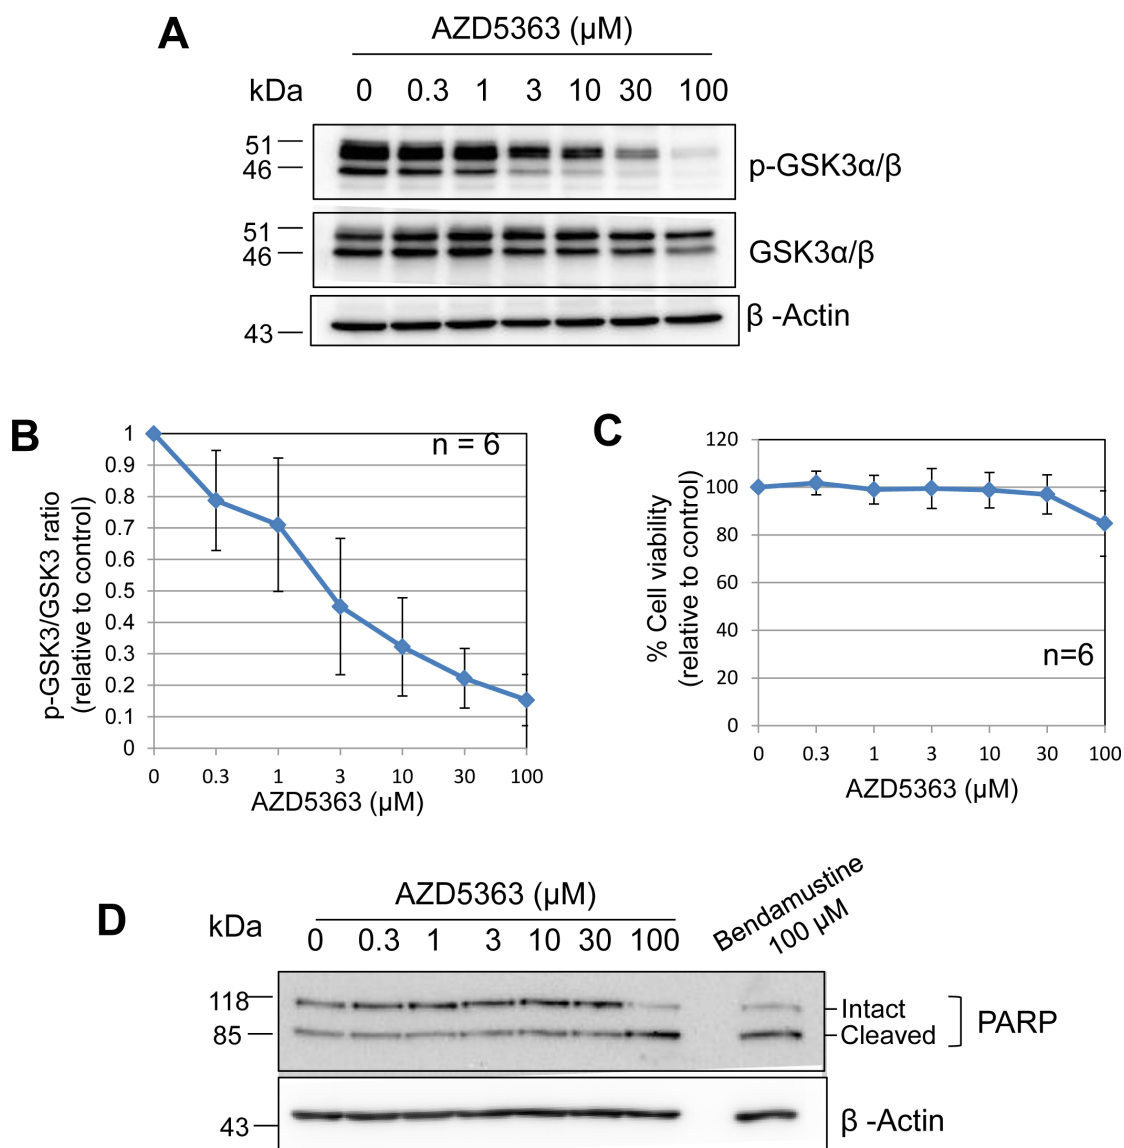 A
AZD5363 (µM)
kDa 0 0.3 1 3 10 30 100
51
46
p-GSK3α/β
51
46
GSK3α/β
43
β -Actin
B
p-GSK3/GSK3 ratio
(relative to control)
1
0.9
0.8
0.7
0.6
0.5
0.4
0.3
0.2
0.1
0
n = 6
0 0.3 1 3 10 30 100
AZD5363 (µM)
C
% Cell viability
(relative to control)
120
100
80
60
40
20
0
n=6
0 0.3 1 3 10 30 100
AZD5363 (µM)
D
AZD5363 (µM)
Bendamustine
100 µM
kDa
0 0.3 1 3 10 30 100
118
85
Intact
Cleaved
PARP
43
β -Actin